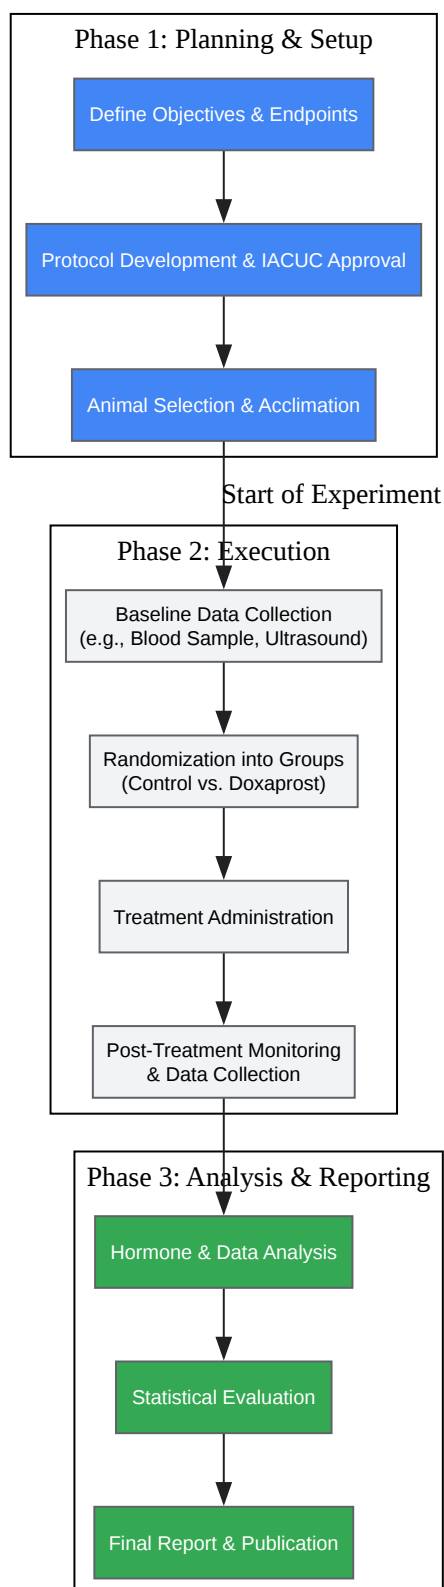 Phase 1: Planning & Setup
Define Objectives & Endpoints
Protocol Development & IACUC Approval
Animal Selection & Acclimation
Start of Experiment
Phase 2: Execution
Baseline Data Collection
(e.g., Blood Sample, Ultrasound)
Randomization into Groups
(Control vs. Doxaprost)
Treatment Administration
Post-Treatment Monitoring
& Data Collection
Phase 3: Analysis & Reporting
Hormone & Data Analysis
Statistical Evaluation
Final Report & Publication